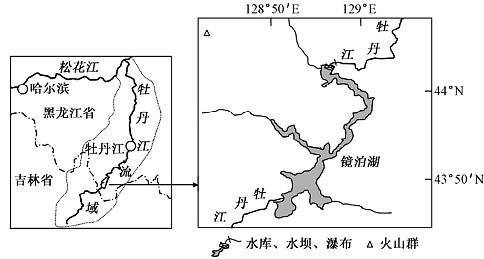 128°50′E 129°E
松花江
哈尔滨
牡
丹
江
黑龙江省
牡丹江
吉林省
流
域
江
丹
牡
44°N
镜泊湖
43°50′N
牡
丹
江
水库、水坝、瀑布 △ 火山群